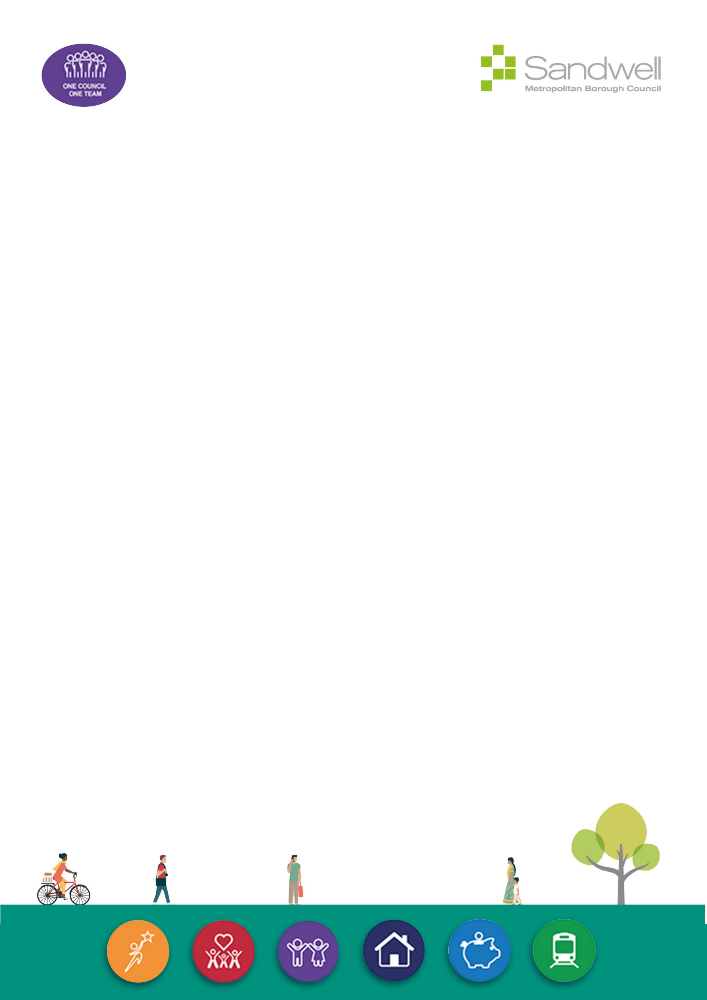 ONE COUNCIL
ONE TEAM
Sandwell
Metropolitan Borough Council